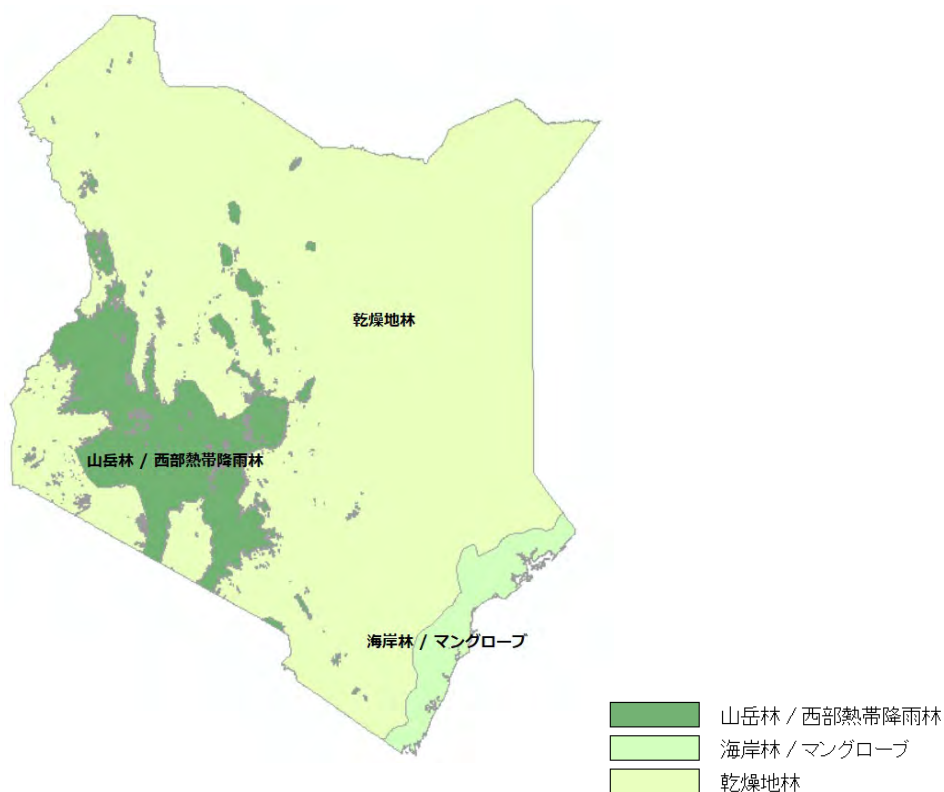 乾燥地林
山岳林 / 西部熱帯降雨林
海岸林 / マングローブ
山岳林 / 西部熱帯降雨林
海岸林 / マングローブ
乾燥地林